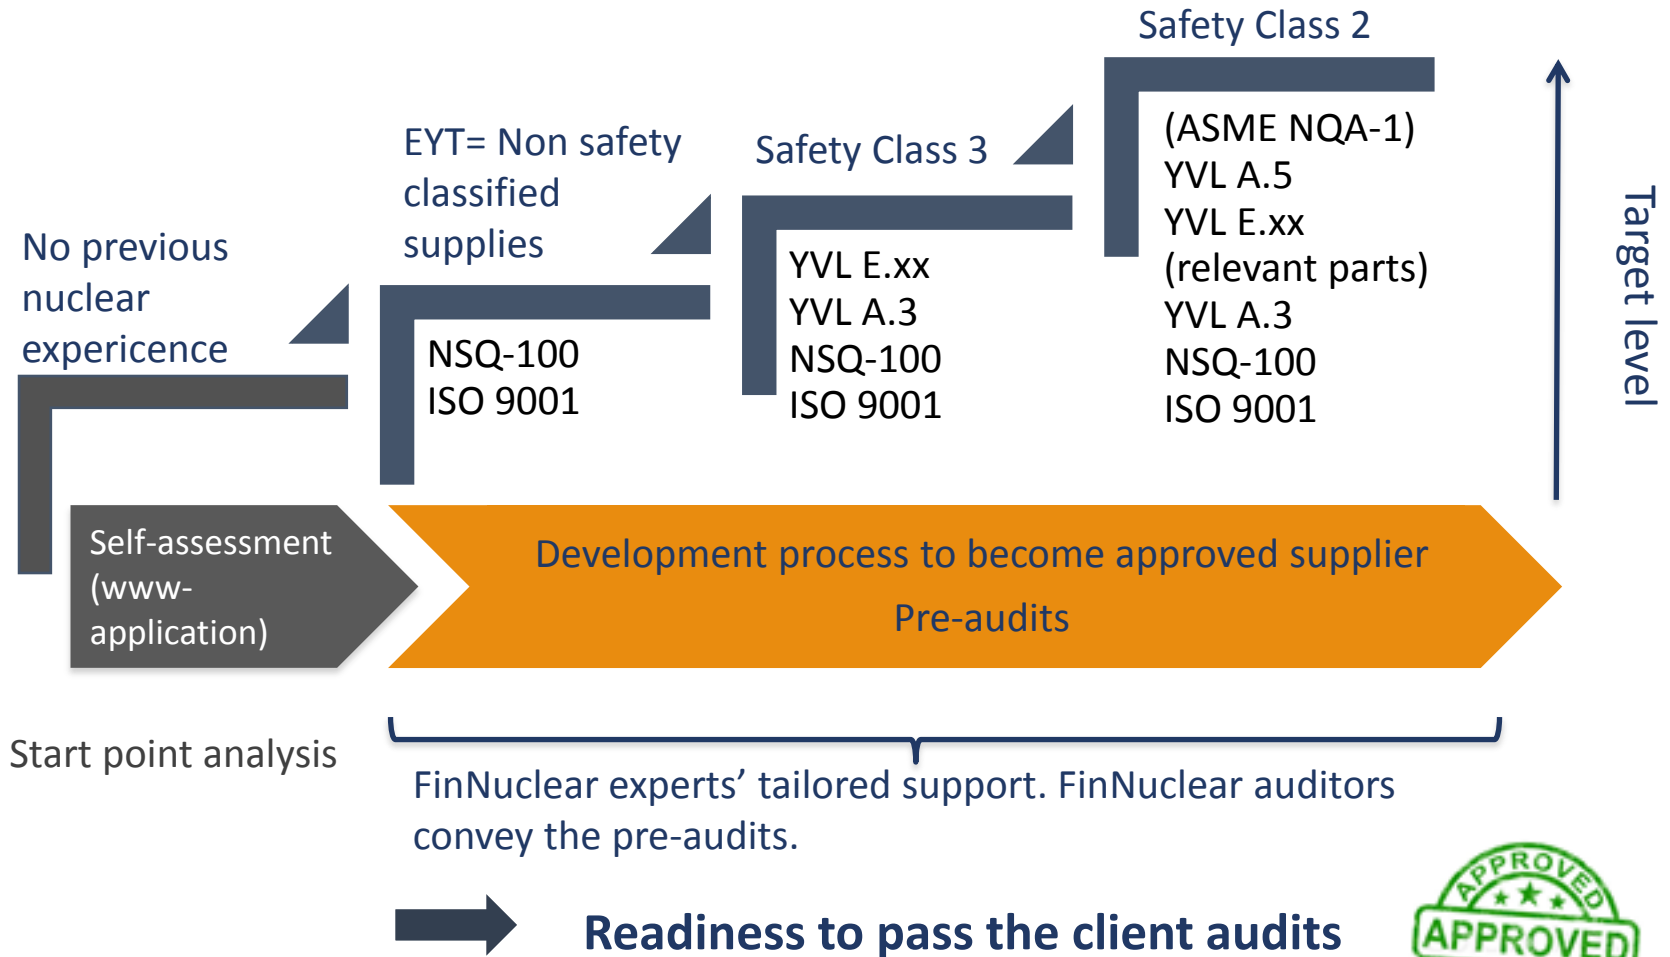 Safety Class 2
(ASME NQA-1)
YVL A.5
YVL E.xx
(relevant parts)
YVL A.3
NSQ-100
ISO 9001
Safety Class 3
YVL E.xx
YVL A.3
NSQ-100
ISO 9001
EYT= Non safety
classified
supplies
NSQ-100
ISO 9001
No previous
nuclear
expericence
Target level
Self-assessment
(www-
application)
Development process to become approved supplier
Pre-audits
Start point analysis
FinNuclear experts’ tailored support. FinNuclear auditors
convey the pre-audits.
Readiness to pass the client audits
APPROVED
APPROVED